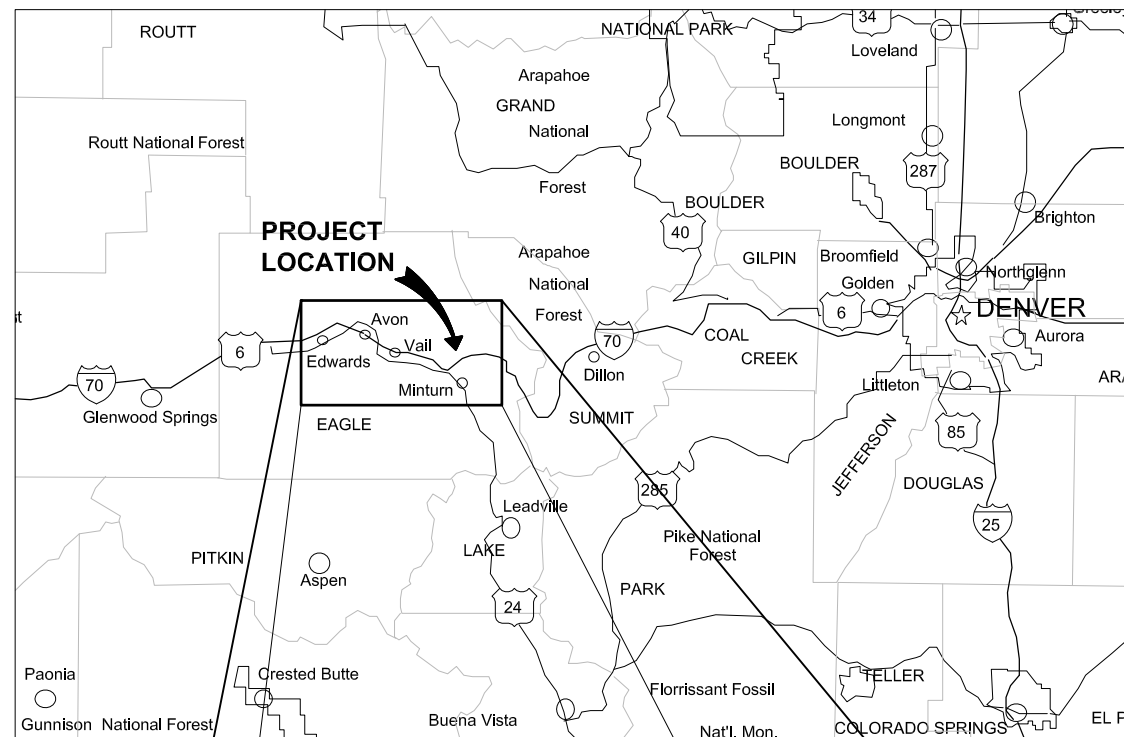 ROUTT
NATIONAL PARK
34
Loveland
Arapahoe
GRAND
National
Forest
Routt National Forest
Longmont
BOULDER
287
BOULDER
40
Brighton
PROJECT
LOCATION
Arapahoe
National
Forest
GILPIN
Broomfield
Golden
Northglenn
6
DENVER
Aurora
COAL
CREEK
70
Dillon
SUMMIT
Littleton
6
Avon
Edwards
Vail
Minturn
70
Glenwood Springs
EAGLE
JEFFERSON
85
DOUGLAS
285
25
Leadville
LAKE
Pike National
Forest
PITKIN
Aspen
24
PARK
Paonia
Gunnison National Forest
Crested Butte
Buena Vista
Florrissant Fossil
Nat'l. Mon.
TELLER
COLORADO SPRINGS